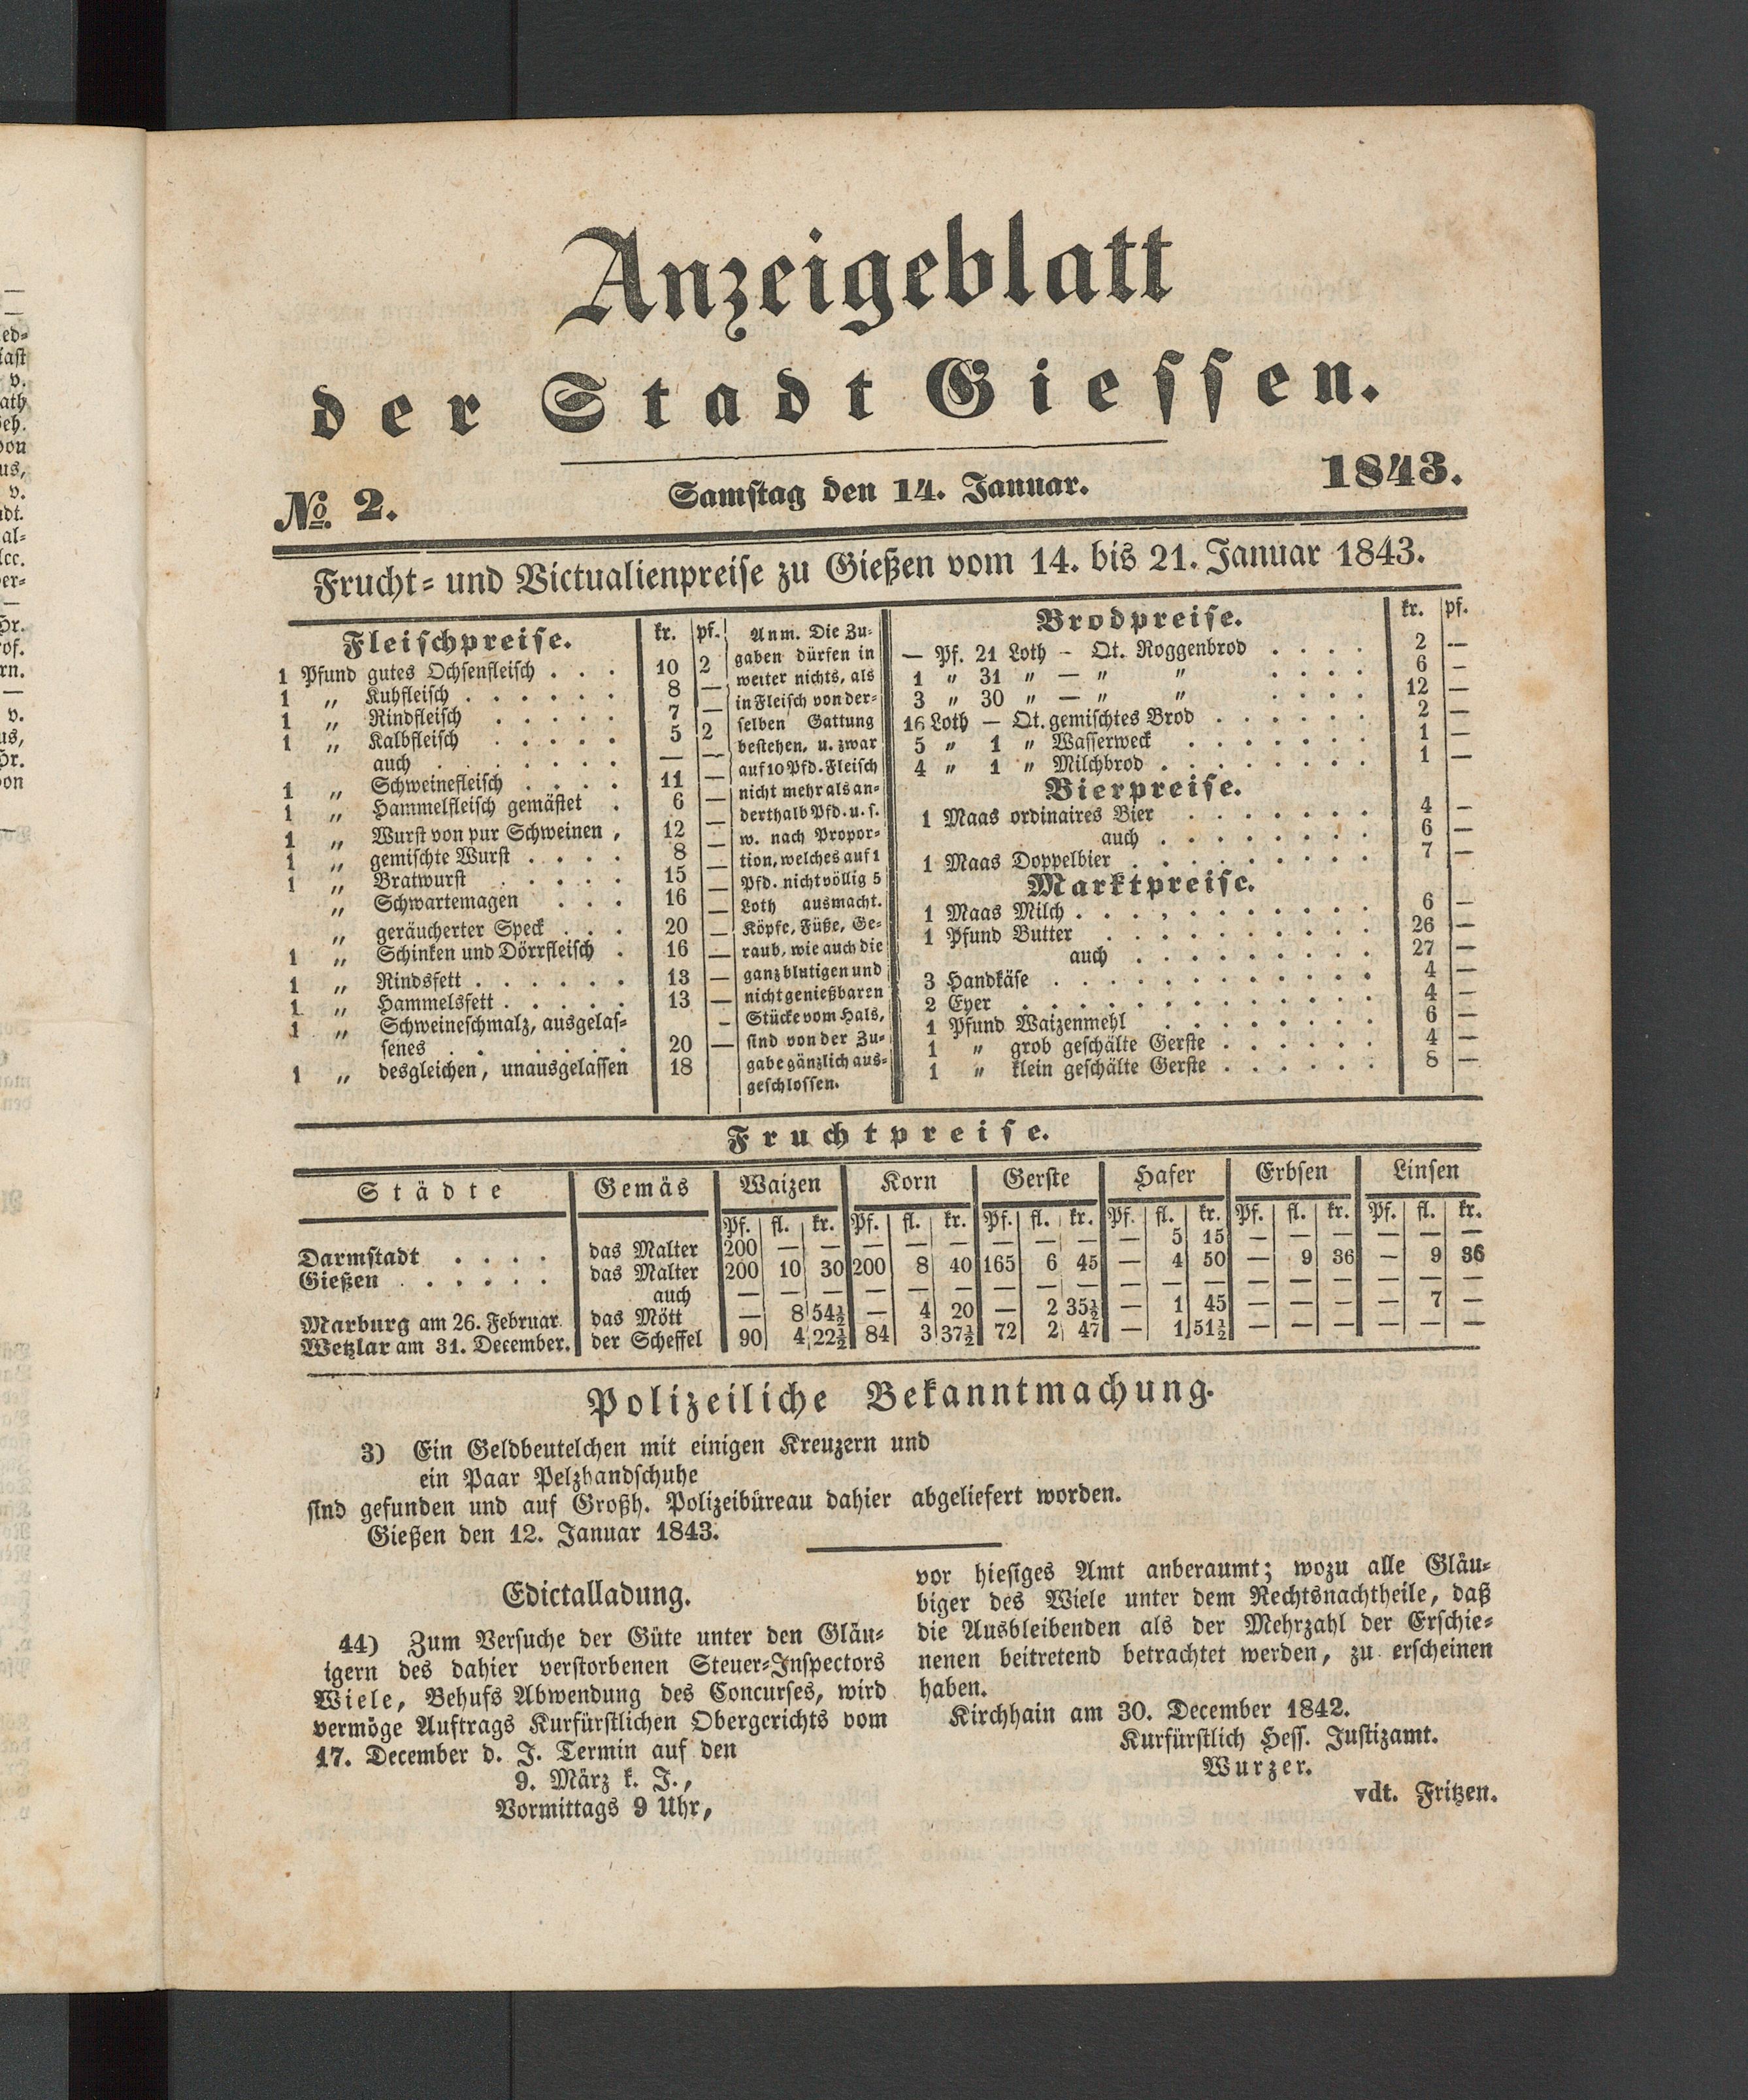 Anzeigeblatt
der Stadt Giessen.
No. 2. Samstag den 14. Januar. 1843.
Frucht- und Victualienpreise zu Gießen vom 14. bis 21. Januar 1843.
Fleischpreise. kr. pf.
1 Pfund gutes Ochsenfleisch . . . 10 2
1 „ Kuhfleisch . . . . . . 8 —
1 „ Rindfleisch . . . . . 7 —
1 „ Kalbfleisch . . . . . 5 2
auch . . . . . . . — —
1 „ Schweinefleisch . . . . 11 —
1 „ Hammelfleisch gemästet . 6 —
1 „ Wurst von pur Schweinen , 12 —
1 „ gemischte Wurst . . . . 8 —
1 „ Bratwurst . . . . . 15 —
„ Schwartemagen . . . 16 —
„ geräucherter Speck . . . 20 —
1 „ Schinken und Dörrfleisch . 16 —
1 „ Rindsfett . . . . . . 13 —
1 „ Hammelsfett . . . . . 13 —
1 „ Schweineschmalz, ausgelas- –
senes . . . . . . . 20 —
1 „ desgleichen, unausgelassen 18
Anm. Die Zu-
gaben dürfen in
weiter nichts, als
in Fleisch von der-
selben Gattung
bestehen, u. zwar
auf 10 Pfd. Fleisch
nicht mehr als an-
derthalb Pfd. u. s.
w. nach Propor-
tion, welches auf 1
Pfd. nicht völlig 5
Loth ausmacht.
Köpfe, Füße, Ge-
raub, wie auch die
ganz blutigen und
nicht genießbaren
Stücke vom Hals,
sind von der Zu-
gabe gänzlich aus-
geschlossen.
Brodpreise. kr. pf.
— Pf. 21 Loth – Qt. Roggenbrod . . . . 2 —
1 „ 31 „ — „ „ . . . . 6 –
3 „ 30 „ — „ „ . . . . 12 —
16 Loth — Qt. gemischtes Brod . . . . . . 2 —
5 „ 1 „ Wasserweck . . . . . . . 1 —
4 „ 1 „ Milchbrod . . . . . . . . 1 —
Bierpreise.
1 Maas ordinaires Bier . . . . . . . 4 –
auch . . . . . . . . 6 —
1 Maas Doppelbier . . . . . . . . . 7 —
Marktpreise.
1 Maas Milch . . . , . . . . . . . 6 —
1 Pfund Butter . . . . . . . . . . 26 —
auch . . . . . . . . . 27 —
3 Handkäse . . . . . . . . . . . . 4 —
2 Eyer . . . . . . . . . . . . . 4 —
1 Pfund Waizenmehl . . . . . . . . 6 —
1 „ grob geschälte Gerste . . . . . . 4 —
1 „ klein geschälte Gerste . . . . . . 8 —
Fruchtpreise.
Städte Gemäs Waizen Korn Gerste Hafer Erbsen Linsen
Pf. fl. kr. Pf. fl. kr. Pf. fl. kr. Pf. fl. kr. Pf. fl. kr. Pf. fl. kr.
Darmstadt . . . . das Malter 200 — — — — — — — — — 5 15 — — — — — —
Gießen . . . . . . das Malter 200 10 30 200 8 40 165 6 45 — 4 50 — 9 36 — 9 36
auch — — — — — — — — — — — — — — — — — —
Marburg am 26. Februar. das Mött — 8 54½ — 4 20 — 2 35½ — 1 45 — — — — 7 —
Wetzlar am 31. December. der Scheffel 90 4 22½ 84 3 37½ 72 2 47 — 1 51½ — — — — — —
Polizeiliche Bekanntmachung.
3) Ein Geldbeutelchen mit einigen Kreuzern und
ein Paar Pelzhandschuhe
sind gefunden und auf Großh. Polizeibüreau dahier abgeliefert worden.
Gießen den 12. Januar 1843.
Edictalladung.
44) Zum Versuche der Güte unter den Gläu-
igern des dahier verstorbenen Steuer-Inspectors
Wiele, Behufs Abwendung des Concurses, wird
vermöge Auftrags Kurfürstlichen Obergerichts vom
17. December d. J. Termin auf den
9. März k. J.,
Vormittags 9 Uhr,
vor hiesiges Amt anberaumt; wozu alle Gläu-
biger des Wiele unter dem Rechtsnachtheile, daß
die Ausbleibenden als der Mehrzahl der Erschie-
nenen beitretend betrachtet werden, zu erscheinen
haben.
Kirchhain am 30. December 1842.
Kurfürstlich Hess. Justizamt.
Wurzer.
vdt. Fritzen.